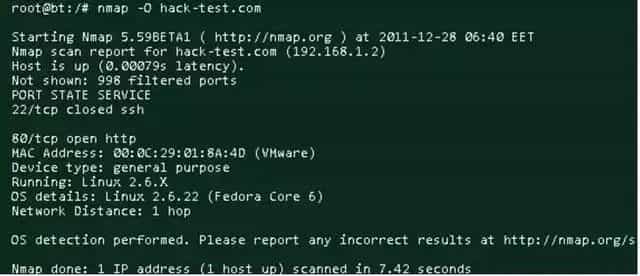 root@bt:/# nmap -O hack-test.com
Starting Nmap 5.59BETA1 ( http://nmap.org ) at 2011-12-28 06:40 EET
Nmap scan report for hack-test.com (192.168.1.2)
Host is up (0.00079s latency).
Not shown: 998 filtered ports
PORT STATE SERVICE
22/tcp closed ssh
80/tcp open http
MAC Address: 00:0C:29:01:8A:4D (VMware)
Device type: general purpose
Running: Linux 2.6.X
OS details: Linux 2.6.22 (Fedora Core 6)
Network Distance: 1 hop
OS detection performed. Please report any incorrect results at http://nmap.org/s
Nmap done: 1 IP address (1 host up) scanned in 7.42 seconds